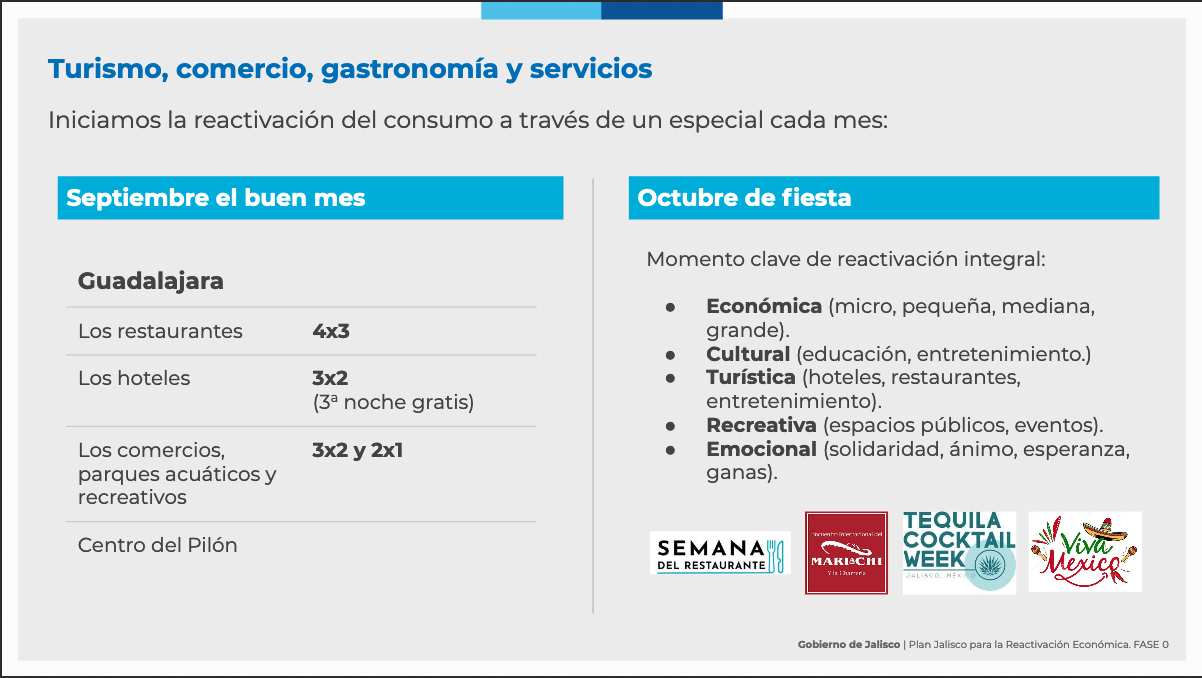 Turismo, comercio, gastronomía y servicios
Iniciamos la reactivación del consumo a través de un especial cada mes:
Septiembre el buen mes
Guadalajara
Los restaurantes 4x3
Los hoteles 3x2
(3ª noche gratis)
Los comercios, 3x2 y 2x1
parques acuáticos y
recreativos
Centro del Pilón
Octubre de fiesta
Momento clave de reactivación integral:
● Económica (micro, pequeña, mediana,
grande).
● Cultural (educación, entretenimiento.)
● Turística (hoteles, restaurantes,
entretenimiento).
● Recreativa (espacios públicos, eventos).
● Emocional (solidaridad, ánimo, esperanza,
ganas).
SEMANA
DEL RESTAURANTE
Encuentro Internacional del
MARIACHI
Y la Charrería
TEQUILA
COCKTAIL
WEEK
JALISCO, MÉXICO
Viva
Mexico
Gobierno de Jalisco | Plan Jalisco para la Reactivación Económica. FASE 0